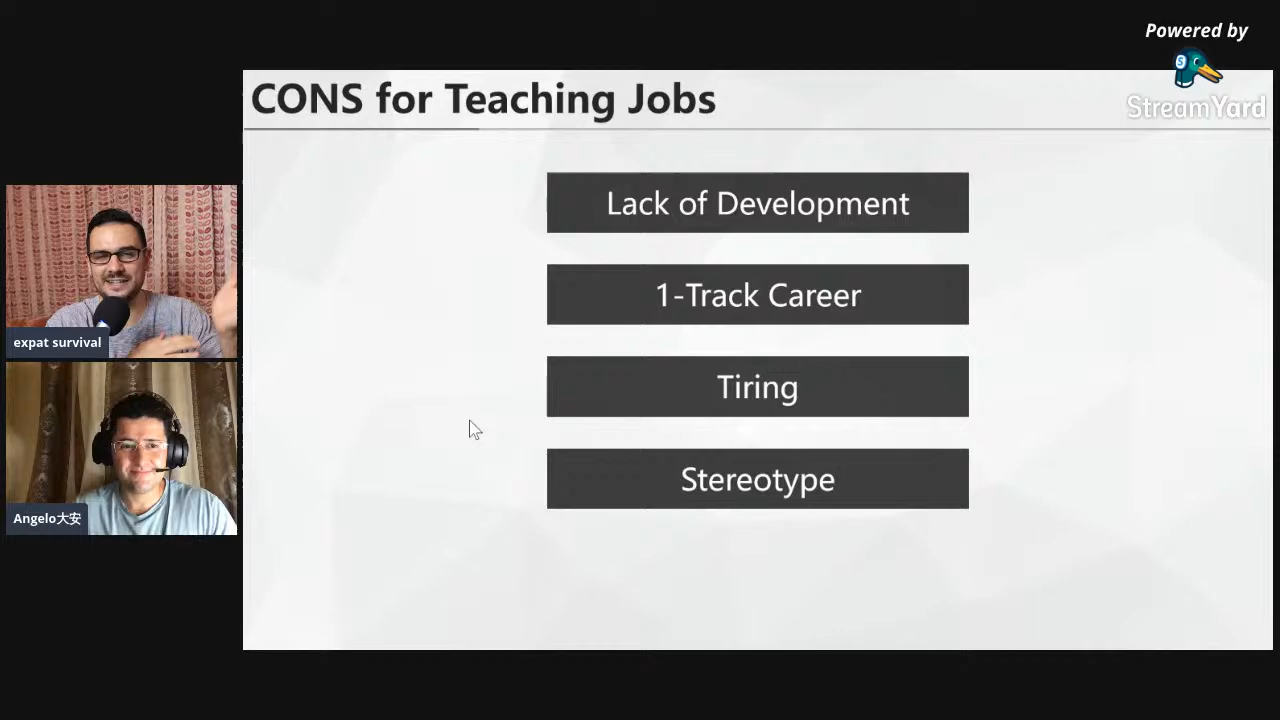 Powered by
StreamYard
CONS for Teaching Jobs
Lack of Development
1-Track Career
Tiring
Stereotype
expat survival
Angelo大安